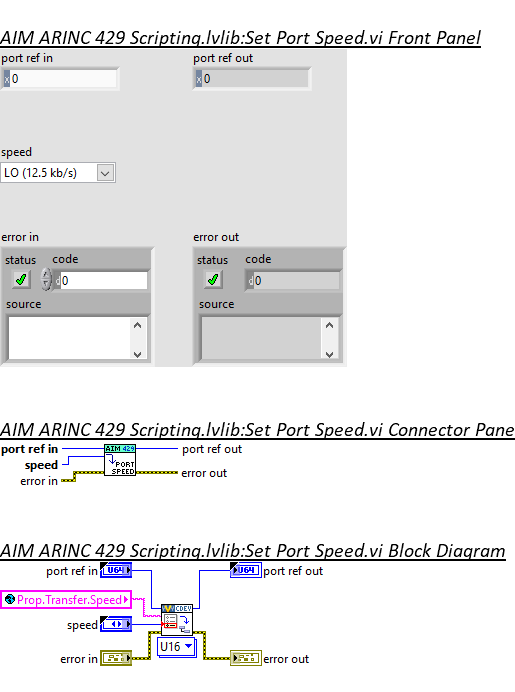 AIM ARINC 429 Scripting.lvlib:Set Port Speed.vi Front Panel
port ref in port ref out
x 0 x 0
speed
LO (12.5 kb/s)
error in error out
status code status code
d 0 d 0
source source
AIM ARINC 429 Scripting.lvlib:Set Port Speed.vi Connector Pane
port ref in AIM 429 port ref out
speed PORT
error in SPEED error out
AIM ARINC 429 Scripting.lvlib:Set Port Speed.vi Block Diagram
port ref in U64 U64 port ref out
Prop.Transfer.Speed CDEV
speed
U16
error in error out